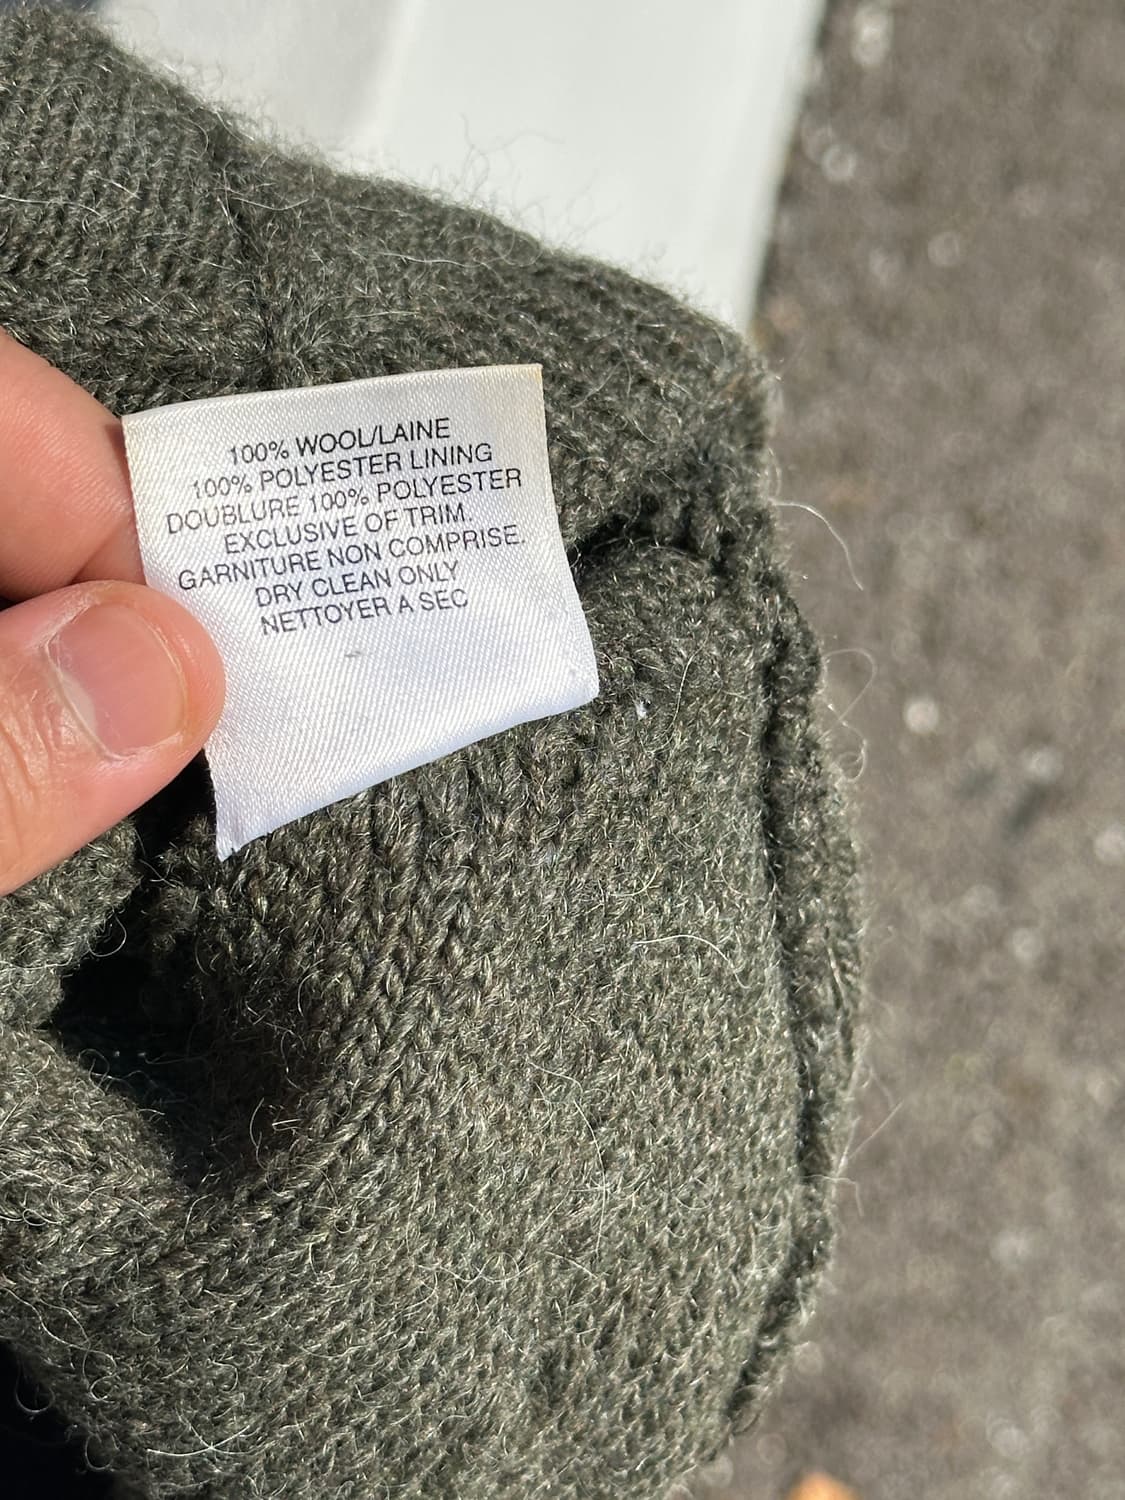 100% WOOL/LAINE
100% POLYESTER LINING
DOUBLURE 100% POLYESTER
EXCLUSIVE OF TRIM.
GARNITURE NON COMPRISE.
DRY CLEAN ONLY
NETTOYER A SEC